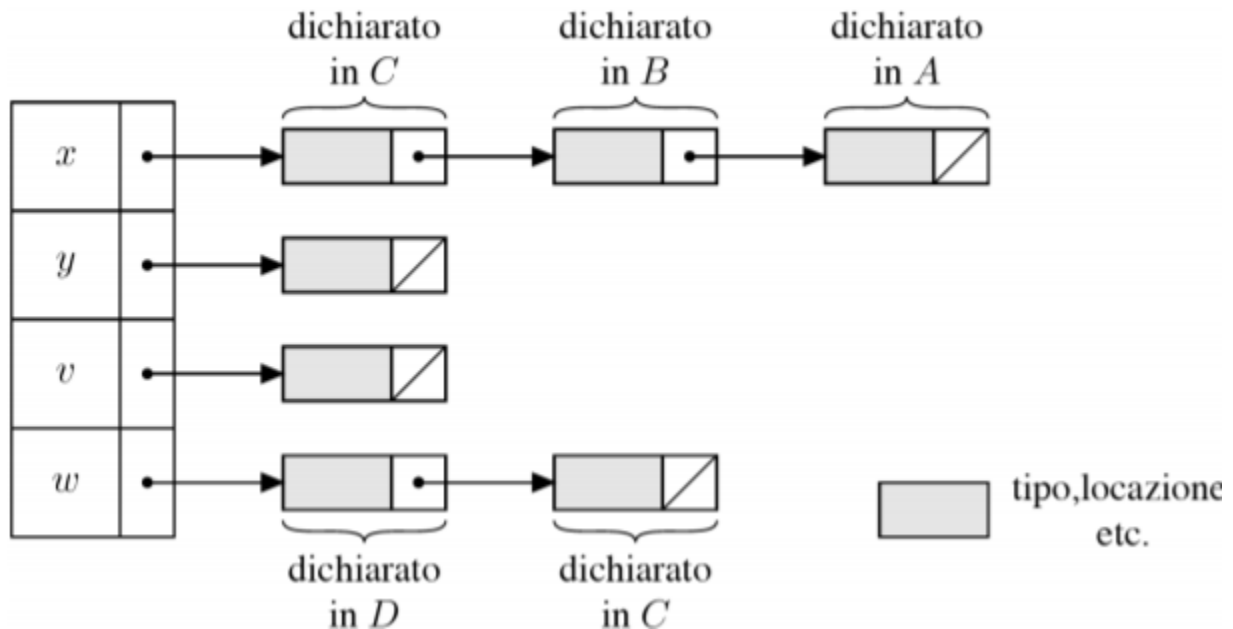 dichiarato
in C
dichiarato
in B
dichiarato
in A
x
y
v
w
dichiarato
in D
dichiarato
in C
tipo,locazione
etc.